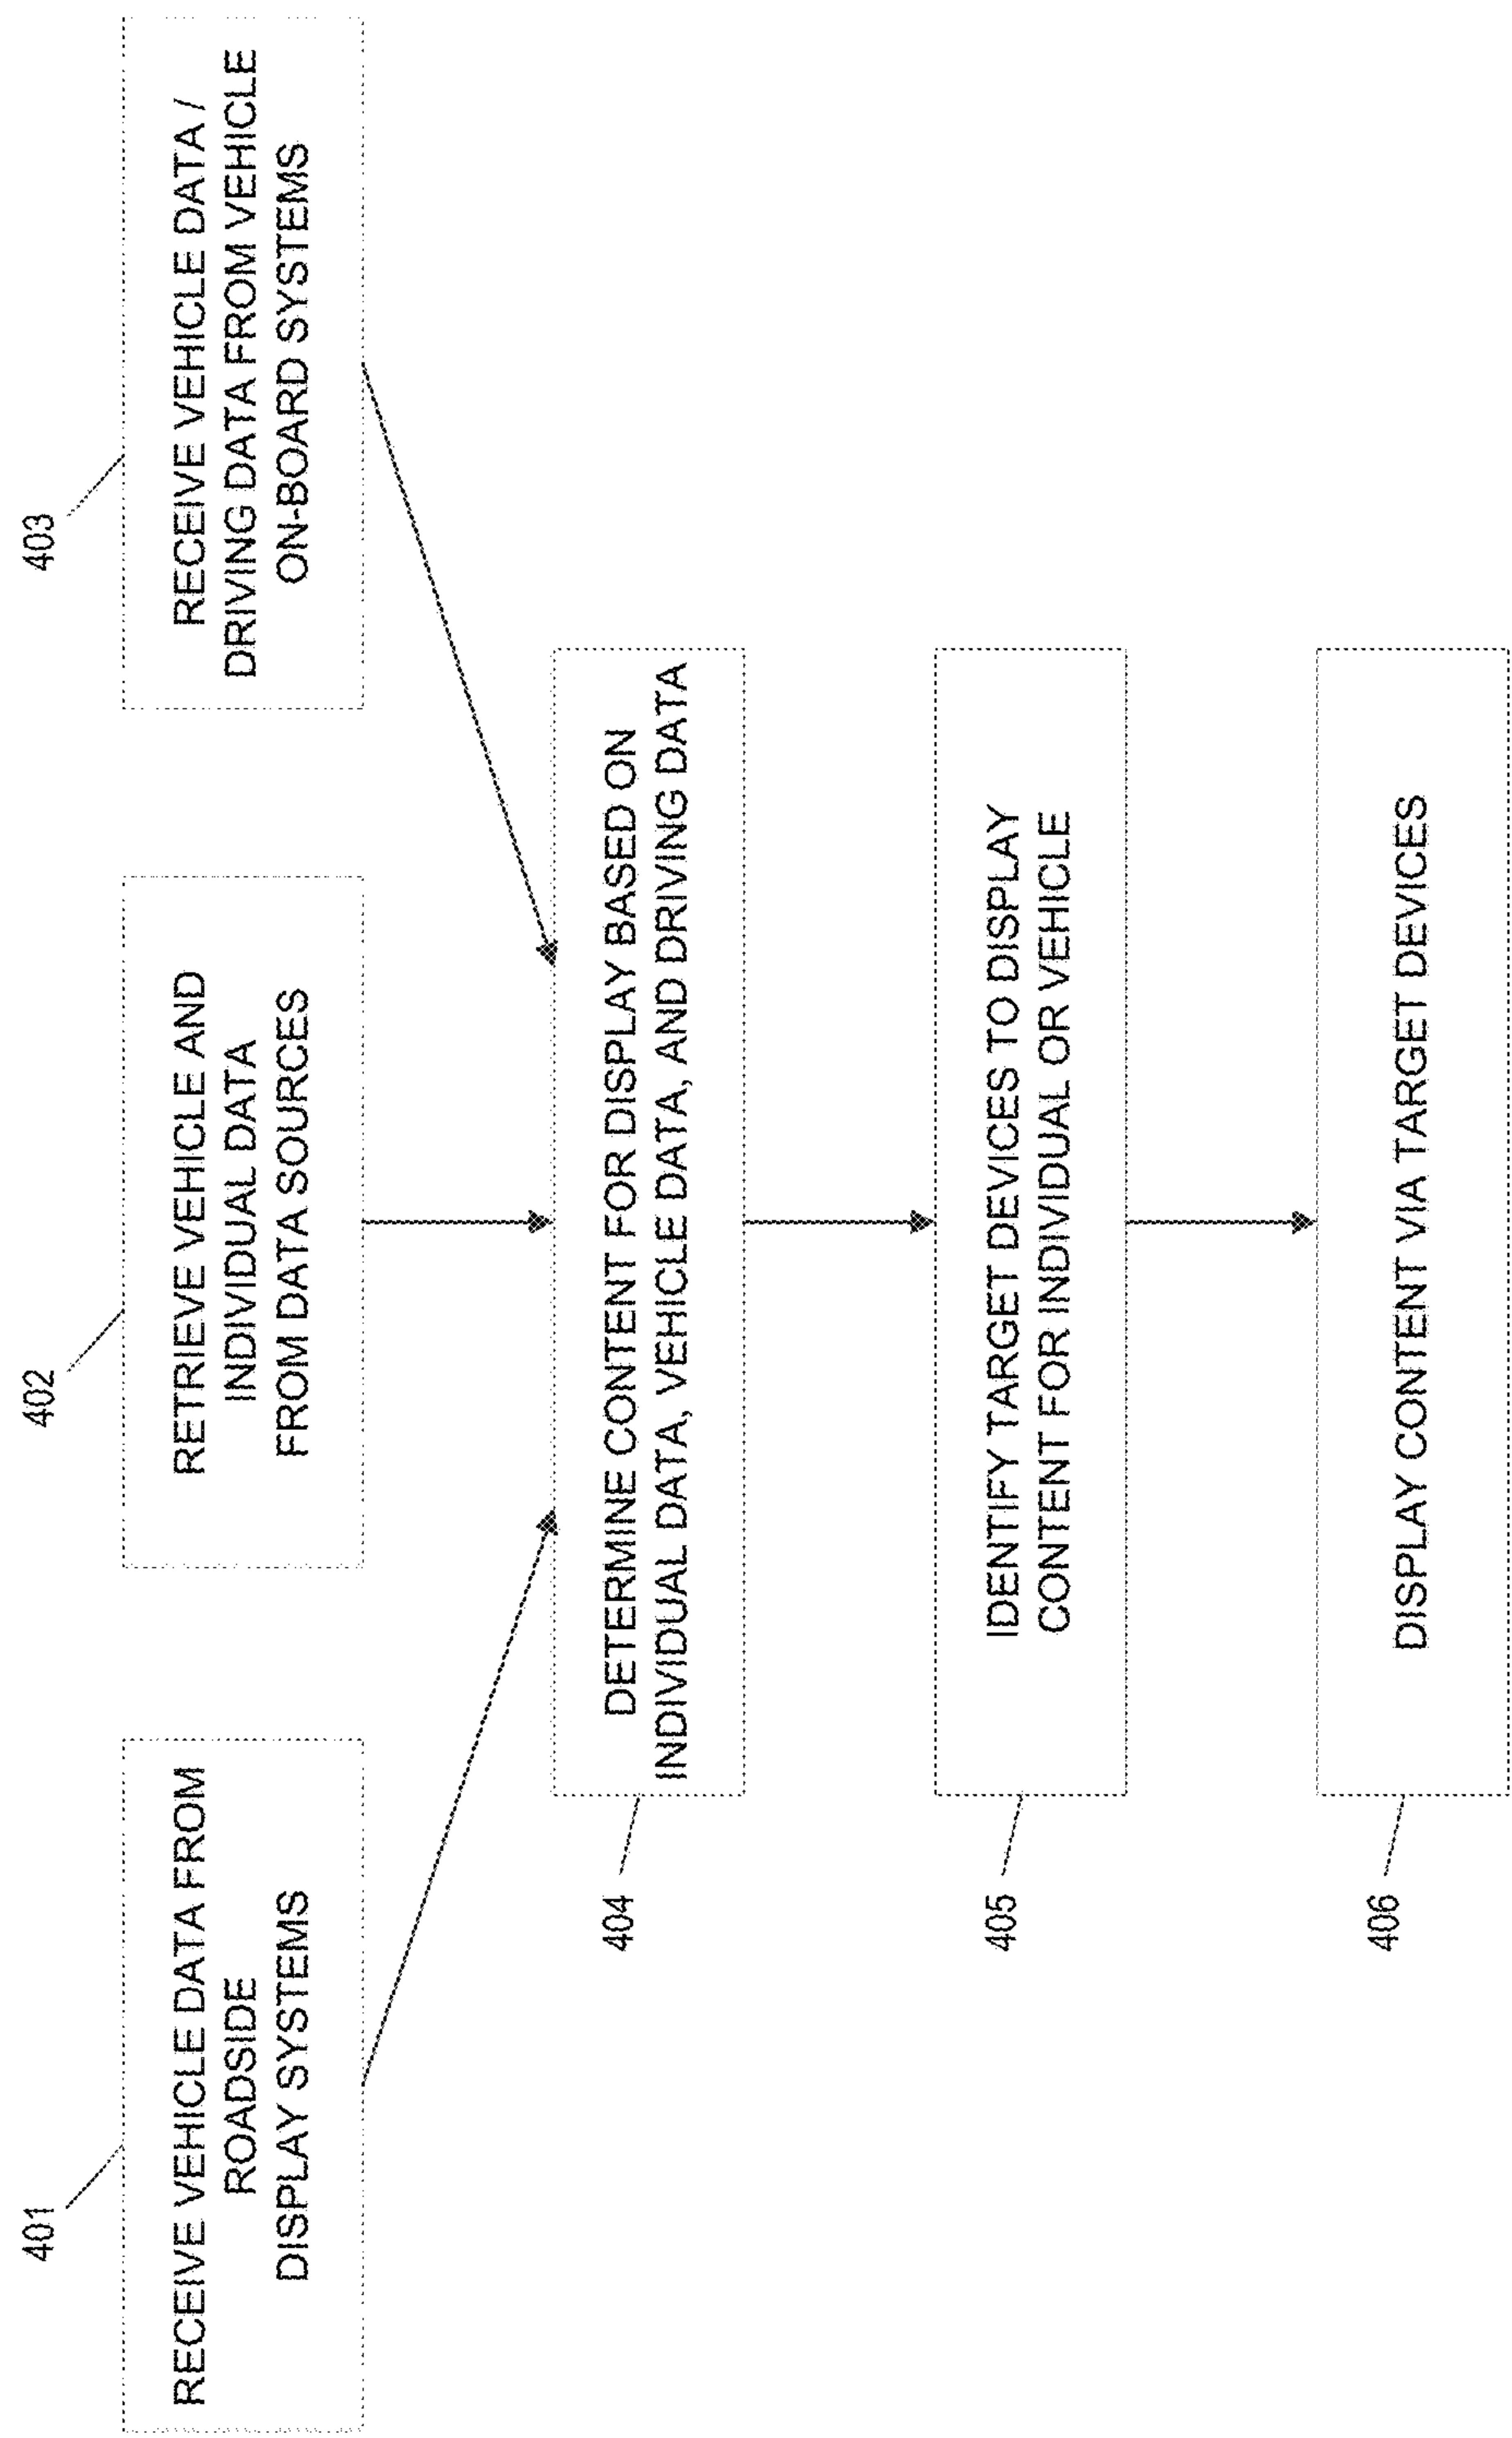 401
RECEIVE VEHICLE DATA FROM
ROADSIDE
DISPLAY SYSTEMS
402
RETRIEVE VEHICLE AND
INDIVIDUAL DATA
FROM DATA SOURCES
403
RECEIVE VEHICLE DATA /
DRIVING DATA FROM VEHICLE
ON-BOARD SYSTEMS
404
DETERMINE CONTENT FOR DISPLAY BASED ON
INDIVIDUAL DATA, VEHICLE DATA, AND DRIVING DATA
405
IDENTIFY TARGET DEVICES TO DISPLAY
CONTENT FOR INDIVIDUAL OR VEHICLE
406
DISPLAY CONTENT VIA TARGET DEVICES